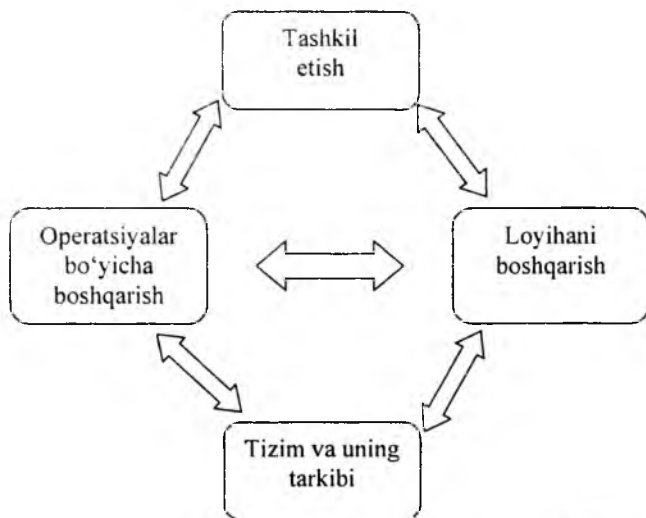 Tashkil
etish
Operatsiyalar
bo‘yicha
boshqarish
Loyihani
boshqarish
Tizim va uning
tarkibi